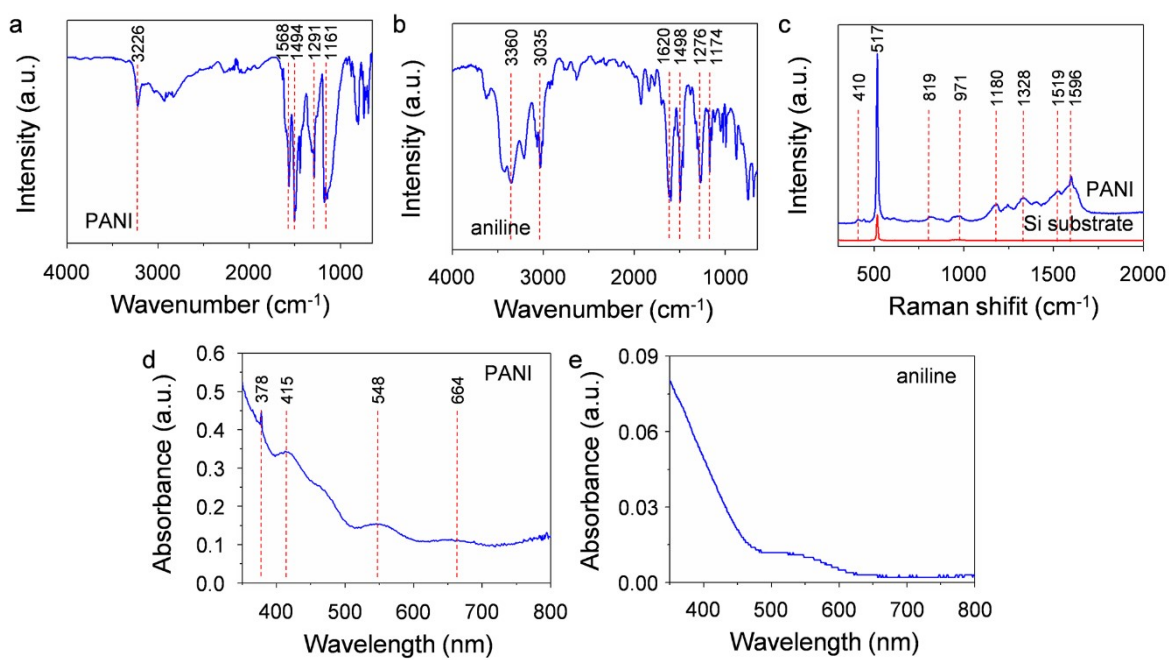 a
3226
1568
1494
1291
1161
Intensity (a.u.)
PANI
4000
3000
2000
1000
Wavenumber (cm⁻¹)
b
3360
3035
1620
1498
1276
1174
Intensity (a.u.)
aniline
4000
3000
2000
1000
Wavenumber (cm⁻¹)
c
410
517
819
971
1180
1328
1519
1596
Intensity (a.u.)
PANI
Si substrate
500
1000
1500
2000
Raman shifit (cm⁻¹)
d
378
415
548
664
PANI
Absorbance (a.u.)
0.6
0.5
0.4
0.3
0.2
0.1
0.0
400
500
600
700
800
Wavelength (nm)
e
aniline
Absorbance (a.u.)
0.09
0.06
0.03
0.00
400
500
600
700
800
Wavelength (nm)